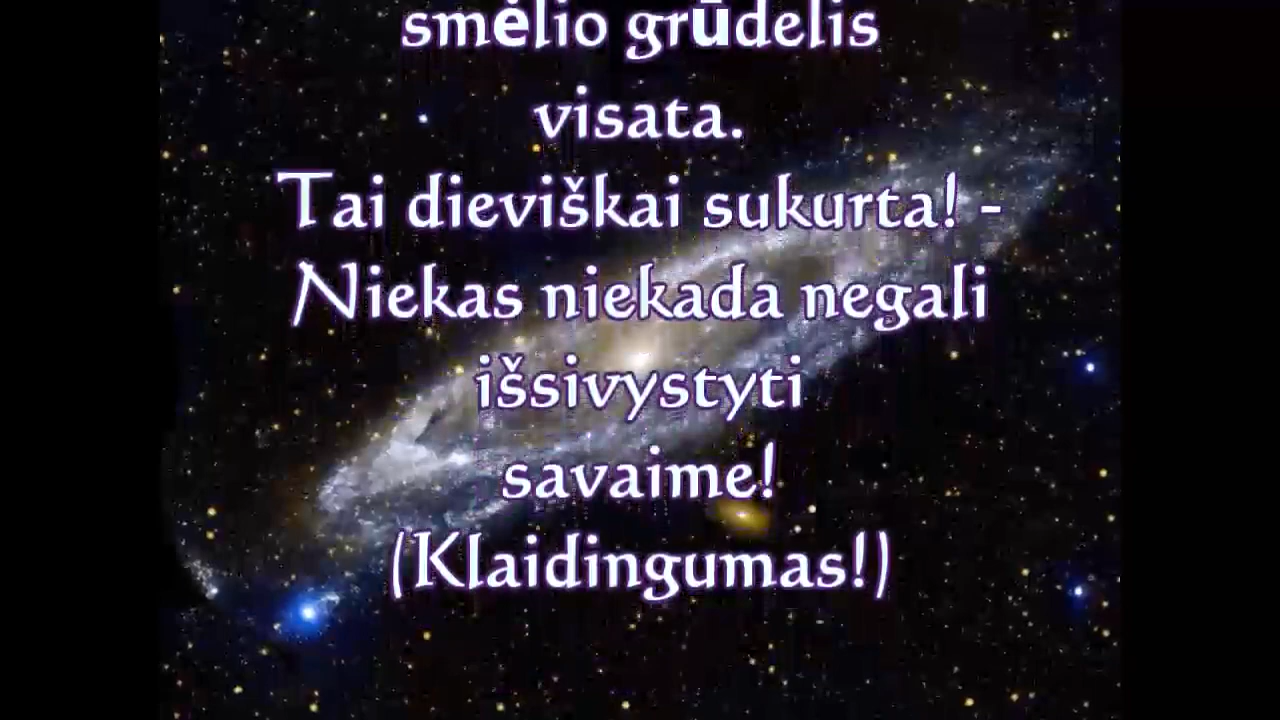 smėlio grūdelis
visata.
Tai dieviškai sukurta! -
Niekas niekada negali
išsivystyti
savaime!
(Klaidingumas!)